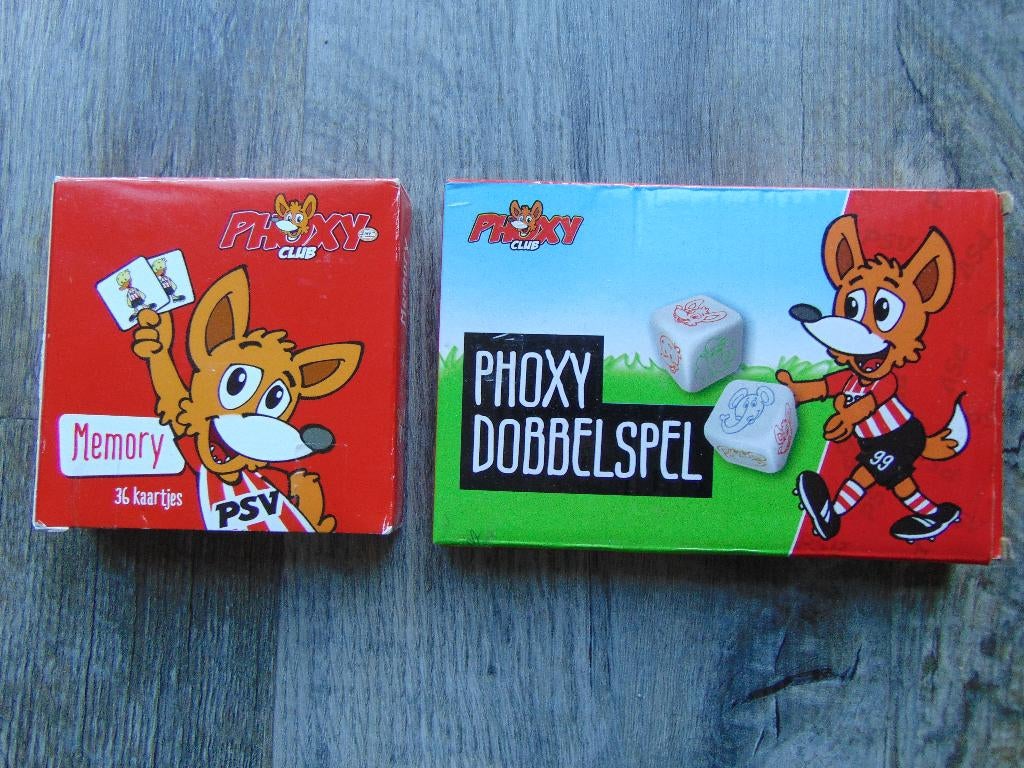 PHOXY
CLUB
Memory
36 kaartjes
PSV
PHOXY
CLUB
PHOXY
DOBBELSPEL
99